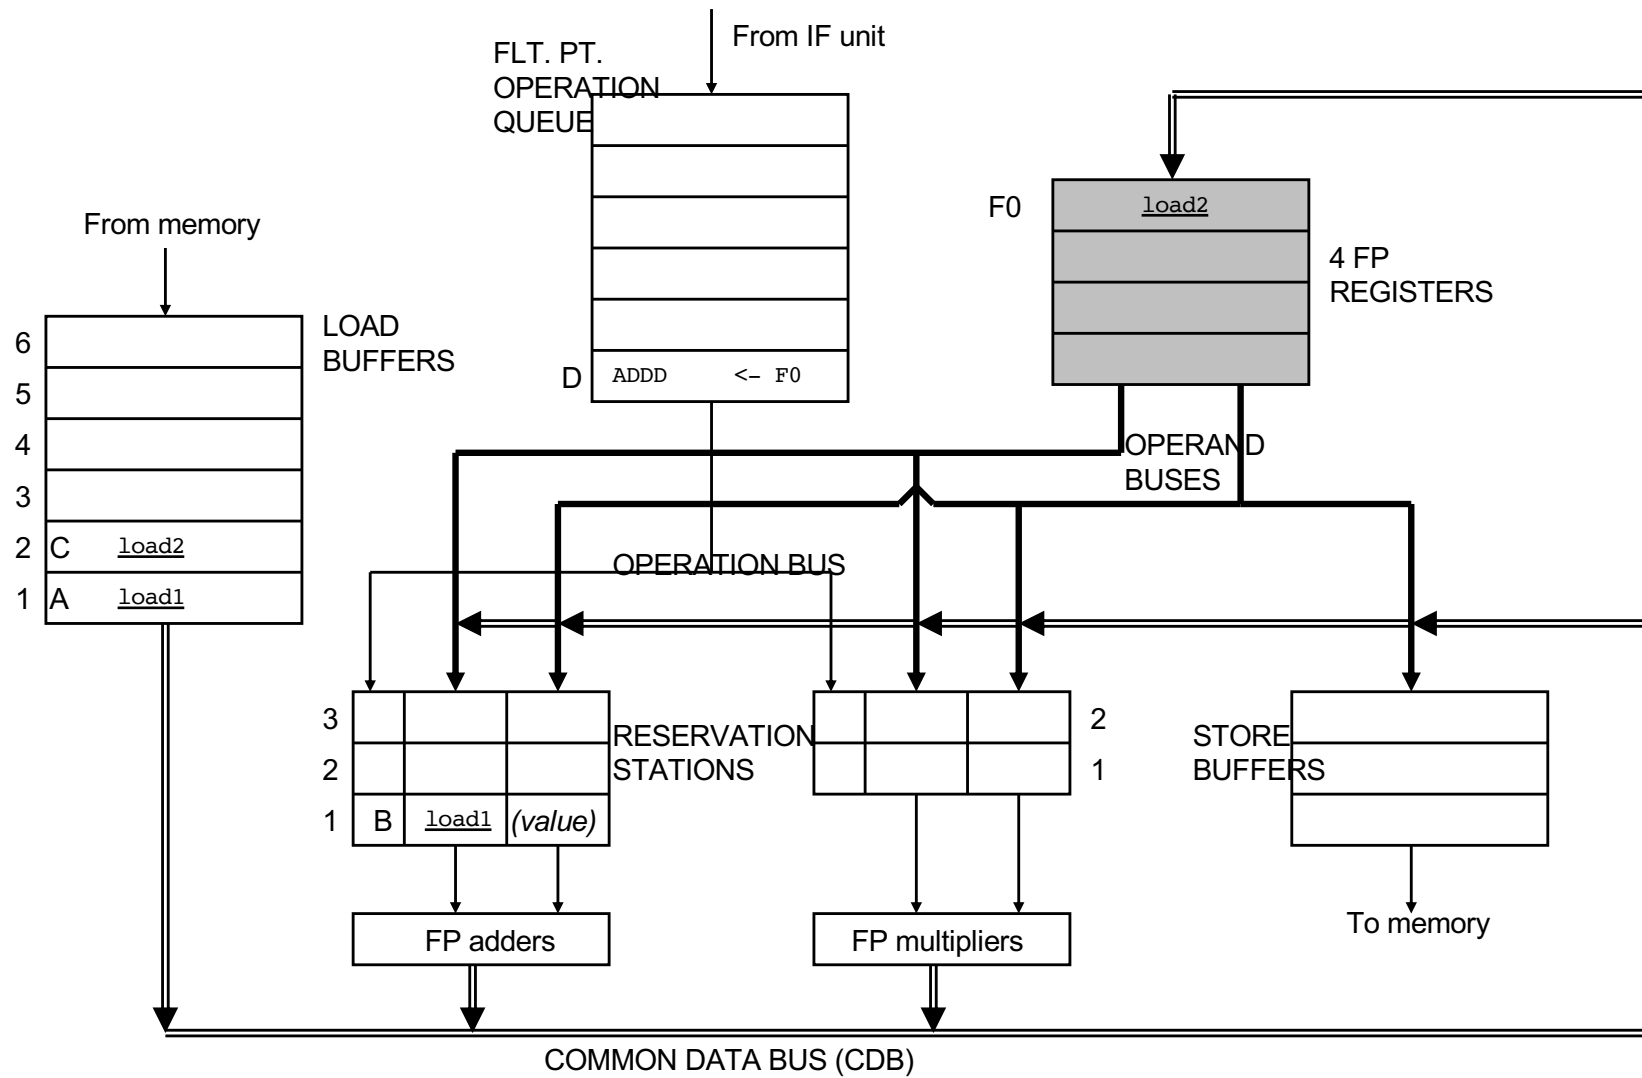 From IF unit
FLT. PT.
OPERATION
QUEUE
F0 load2
From memory
4 FP
REGISTERS
6
LOAD
BUFFERS
5
D ADDD <- F0
4
OPERAND
BUSES
3
2 C load2
OPERATION BUS
1 A load1
3
2
RESERVATION
STATIONS
2
1
STORE
BUFFERS
1 B load1 (value)
To memory
FP adders
FP multipliers
COMMON DATA BUS (CDB)